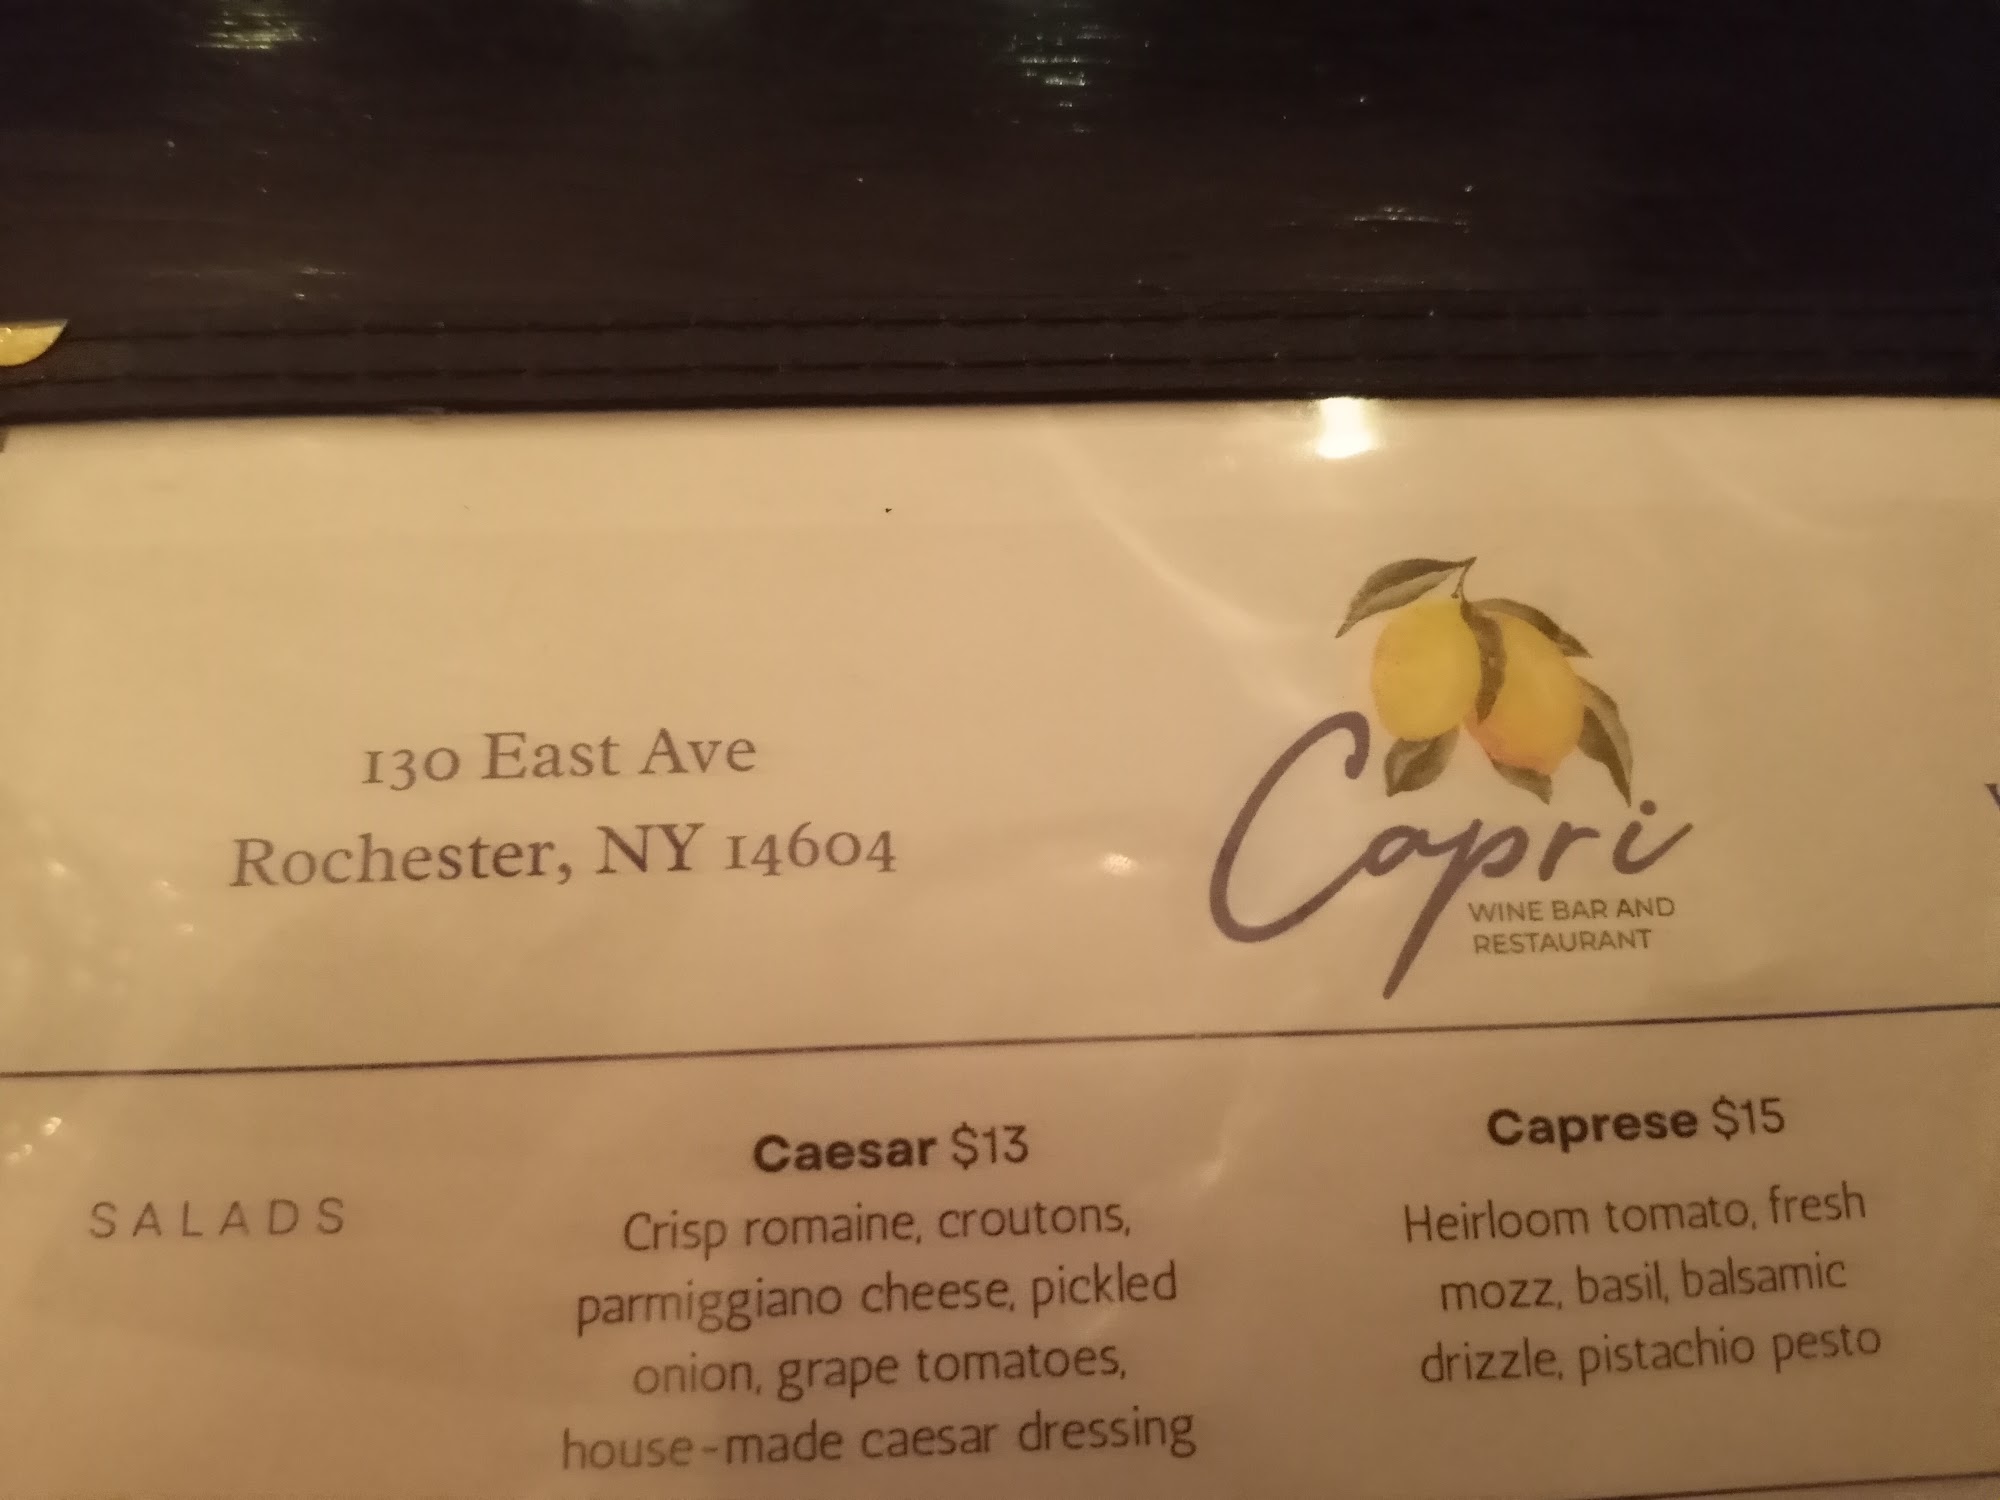 130 East Ave
Rochester, NY 14604
Capri
WINE BAR AND
RESTAURANT
SALADS
Caesar $13
Crisp romaine, croutons,
parmiggiano cheese, pickled
onion, grape tomatoes,
house-made caesar dressing
Caprese $15
Heirloom tomato, fresh
mozz, basil, balsamic
drizzle, pistachio pesto